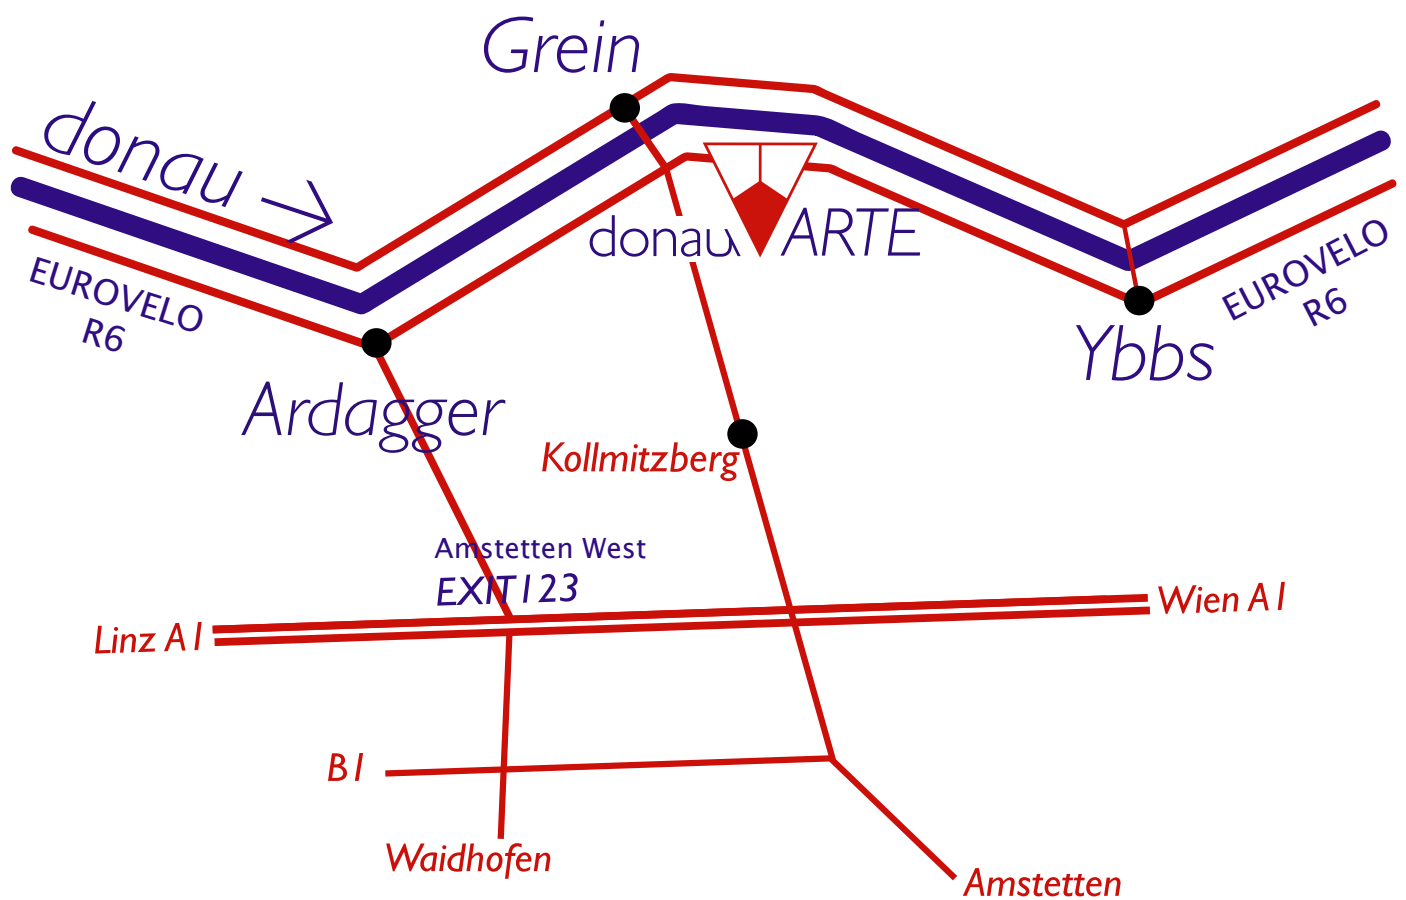 Grein
donau
donauARTE
EUROVELO
R6
EUROVELO
R6
Ybbs
Ardagger
Kollmitzberg
Amstetten West
EXIT123
Linz A1
Wien A1
B1
Waidhofen
Amstetten